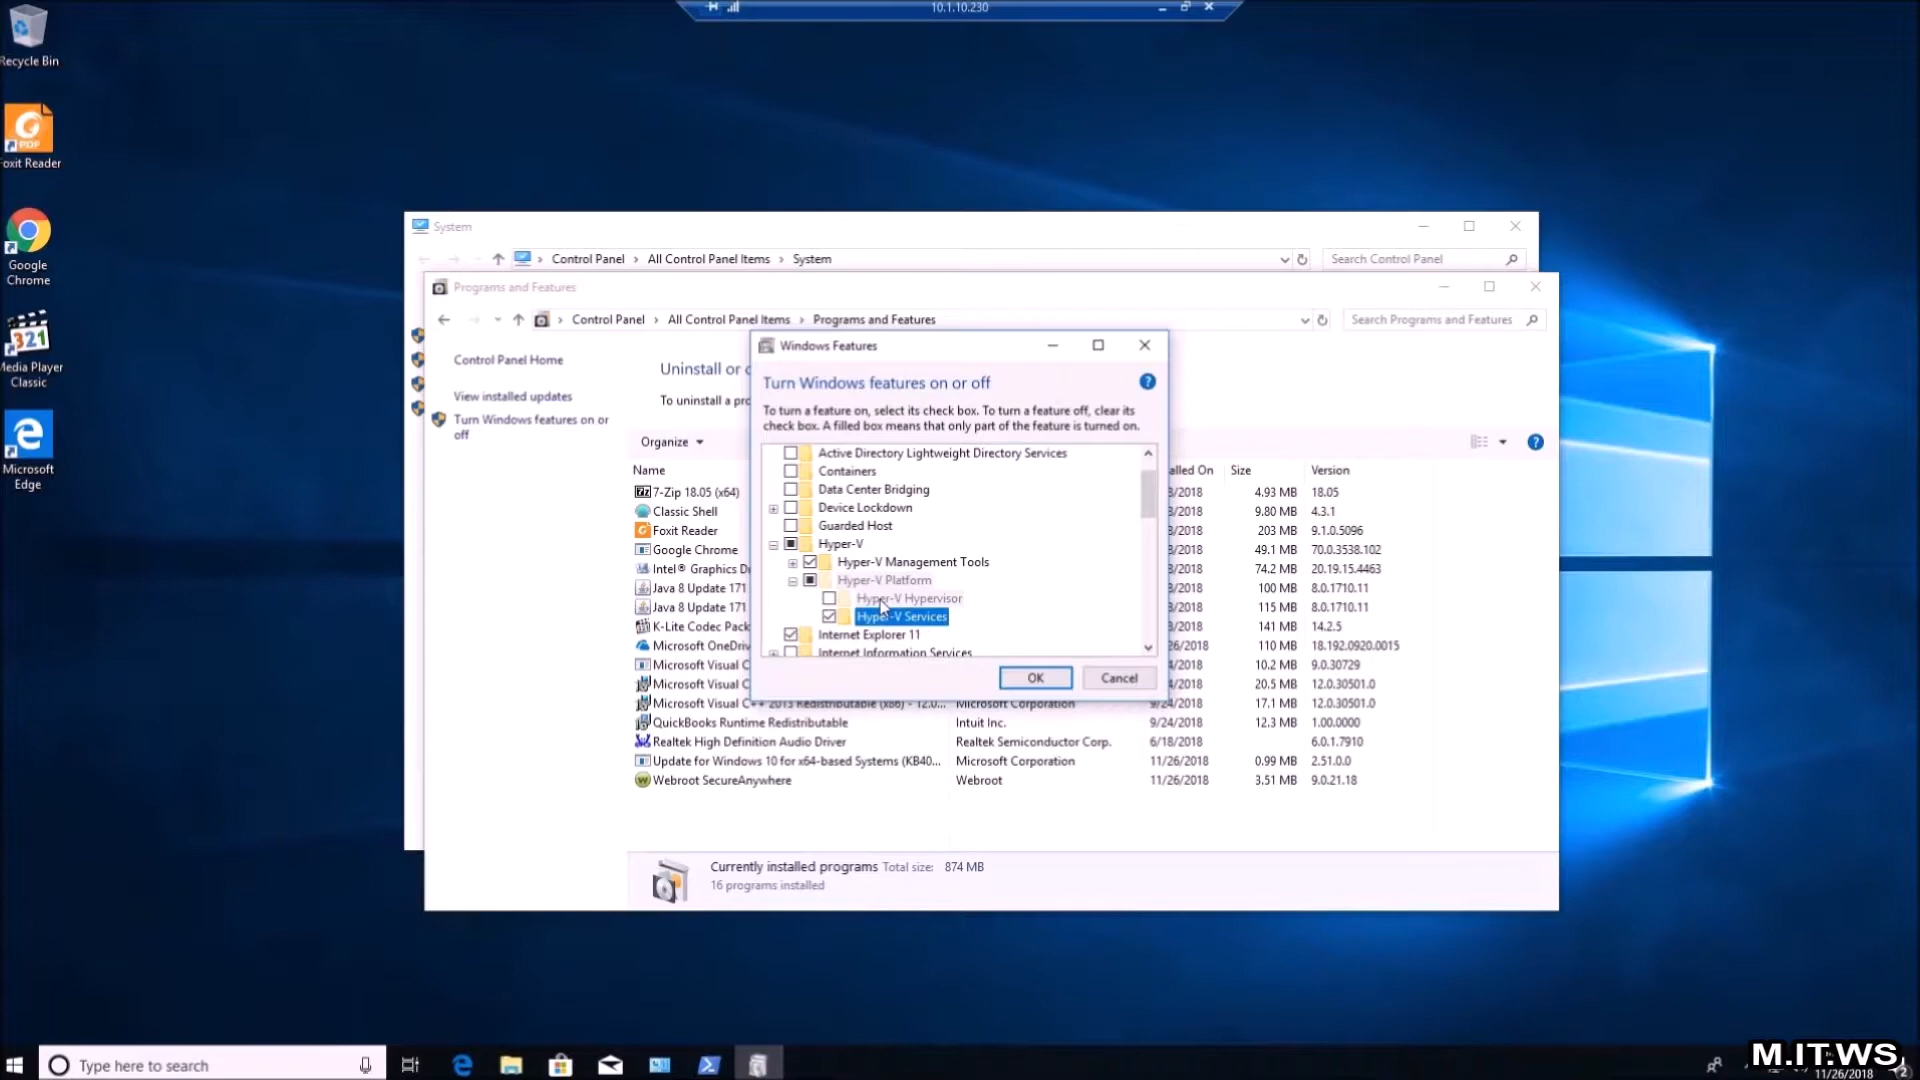 10.1.10.230
Recycle Bin
Foxit Reader
Google
Chrome
Media Player
Classic
Microsoft
Edge
System
Control Panel > All Control Panel Items > System
Search Control Panel
Programs and Features
Control Panel > All Control Panel Items > Programs and Features
Search Programs and Features
Control Panel Home
View installed updates
Turn Windows features on or
off
Uninstall or c
To uninstall a pro
Organize
Windows Features
Turn Windows features on or off
To turn a feature on, select its check box. To turn a feature off, clear its
check box. A filled box means that only part of the feature is turned on.
Active Directory Lightweight Directory Services
Containers
Data Center Bridging
Device Lockdown
Guarded Host
Hyper-V
Hyper-V Management Tools
Hyper-V Platform
Hyper-V Hypervisor
Hyper-V Services
Internet Explorer 11
Internet Information Services
OK Cancel
Name alled On Size Version
7-Zip 18.05 (x64) 3/2018 4.93 MB 18.05
Classic Shell 3/2018 9.80 MB 4.3.1
Foxit Reader 3/2018 203 MB 9.1.0.5096
Google Chrome 3/2018 49.1 MB 70.0.3538.102
Intel® Graphics D 3/2018 74.2 MB 20.19.15.4463
Java 8 Update 171 3/2018 100 MB 8.0.1710.11
Java 8 Update 171 3/2018 115 MB 8.0.1710.11
K-Lite Codec Pack 3/2018 141 MB 14.2.5
Microsoft OneDriv 26/2018 110 MB 18.192.0920.0015
Microsoft Visual C 4/2018 10.2 MB 9.0.30729
Microsoft Visual C 4/2018 20.5 MB 12.0.30501.0
Microsoft Visual C++ 2013 Redistributable (x86) - 12.0... Microsoft Corporation 9/24/2018 17.1 MB 12.0.30501.0
QuickBooks Runtime Redistributable Intuit Inc. 9/24/2018 12.3 MB 1.00.0000
Realtek High Definition Audio Driver Realtek Semiconductor Corp. 6/18/2018 6.0.1.7910
Update for Windows 10 for x64-based Systems (KB40... Microsoft Corporation 11/26/2018 0.99 MB 2.51.0.0
Webroot SecureAnywhere Webroot 11/26/2018 3.51 MB 9.0.21.18
Currently installed programs Total size: 874 MB
16 programs installed
Type here to search
M.IT.WS
11/26/2018
2